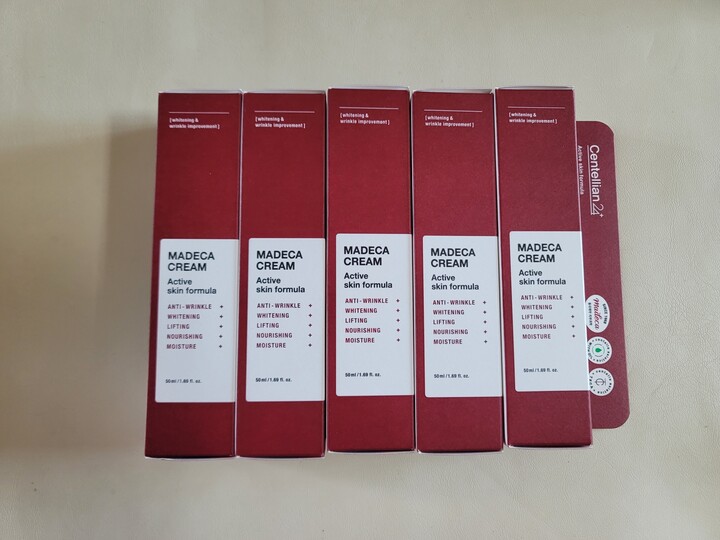 [whitening &
wrinkle improvement]
MADECA
CREAM
Active
skin formula
ANTI-WRINKLE +
WHITENING +
LIFTING +
NOURISHING +
MOISTURE +
50ml/1.69 fl. oz.
[whitening &
wrinkle improvement]
MADECA
CREAM
Active
skin formula
ANTI-WRINKLE +
WHITENING +
LIFTING +
NOURISHING +
MOISTURE +
50ml/1.69 fl. oz.
[whitening &
wrinkle improvement]
MADECA
CREAM
Active
skin formula
ANTI-WRINKLE +
WHITENING +
LIFTING +
NOURISHING +
MOISTURE +
50ml/1.69 fl. oz.
[whitening &
wrinkle improvement]
MADECA
CREAM
Active
skin formula
ANTI-WRINKLE +
WHITENING +
LIFTING +
NOURISHING +
MOISTURE +
50ml/1.69 fl. oz.
[whitening &
wrinkle improvement]
MADECA
CREAM
Active
skin formula
ANTI-WRINKLE +
WHITENING +
LIFTING +
NOURISHING +
MOISTURE +
50ml/1.69 fl. oz.
Centellian24+
Active skin formula
Madeca